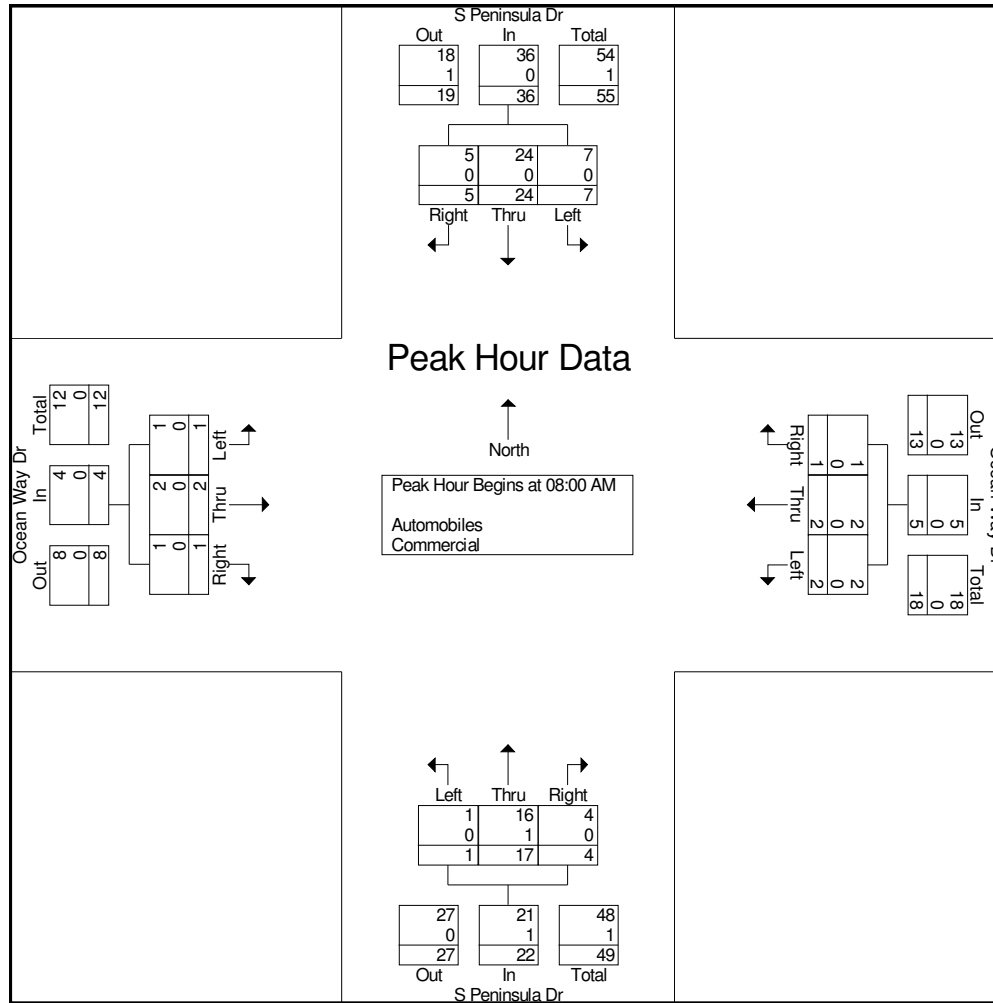 S Peninsula Dr
Out In Total
18 36 54
1 0 1
19 36 55
5 24 7
0 0 0
5 24 7
Right Thru Left
Peak Hour Data
North
Peak Hour Begins at 08:00 AM
Automobiles
Commercial
Ocean Way Dr
Total In Out
12 4 8
0 0 0
12 4 8
1 2 1
0 0 0
1 2 1
Left Thru Right
Right Thru Left
1 2 2
0 0 0
1 2 2
13 5 18
0 0 0
13 5 18
Out In Total
Left Thru Right
1 16 4
0 1 0
1 17 4
27 21 48
0 1 1
27 22 49
Out In Total
S Peninsula Dr